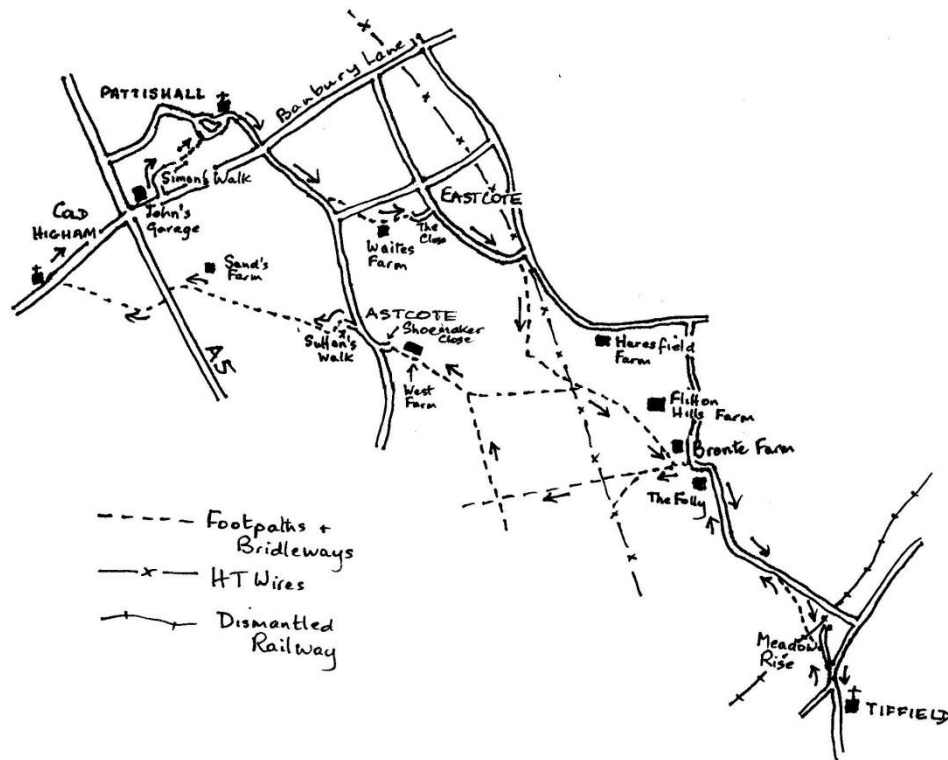 PATTISHALL
Banbury Lane
Simon's Walk
COLD
HIGHAM
John's
Garage
EASTCOTE
The
Close
Waites
Farm
Sand's
Farm
ASTCOTE
Shoemaker
Close
Sutton's
Walk
West
Farm
A5
Haresfield
Farm
Flitton
Hills Farm
Bronte Farm
The Folly
Footpaths +
Bridleways
HT Wires
Dismantled
Railway
Meadow
Rise
TIFFIELD